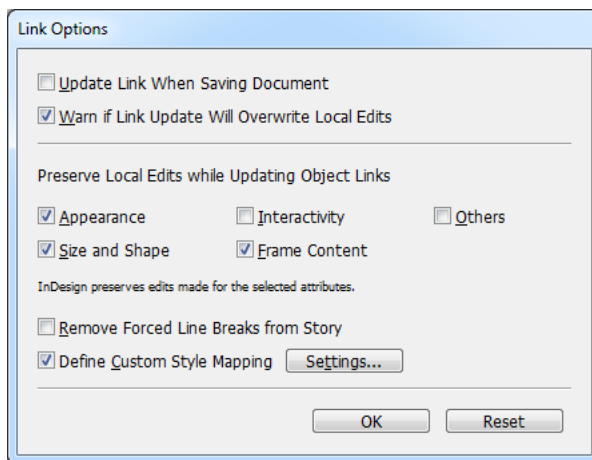 Link Options
Update Link When Saving Document
Warn if Link Update Will Overwrite Local Edits
Preserve Local Edits while Updating Object Links
Appearance Interactivity Others
Size and Shape Frame Content
InDesign preserves edits made for the selected attributes.
Remove Forced Line Breaks from Story
Define Custom Style Mapping Settings...
OK Reset